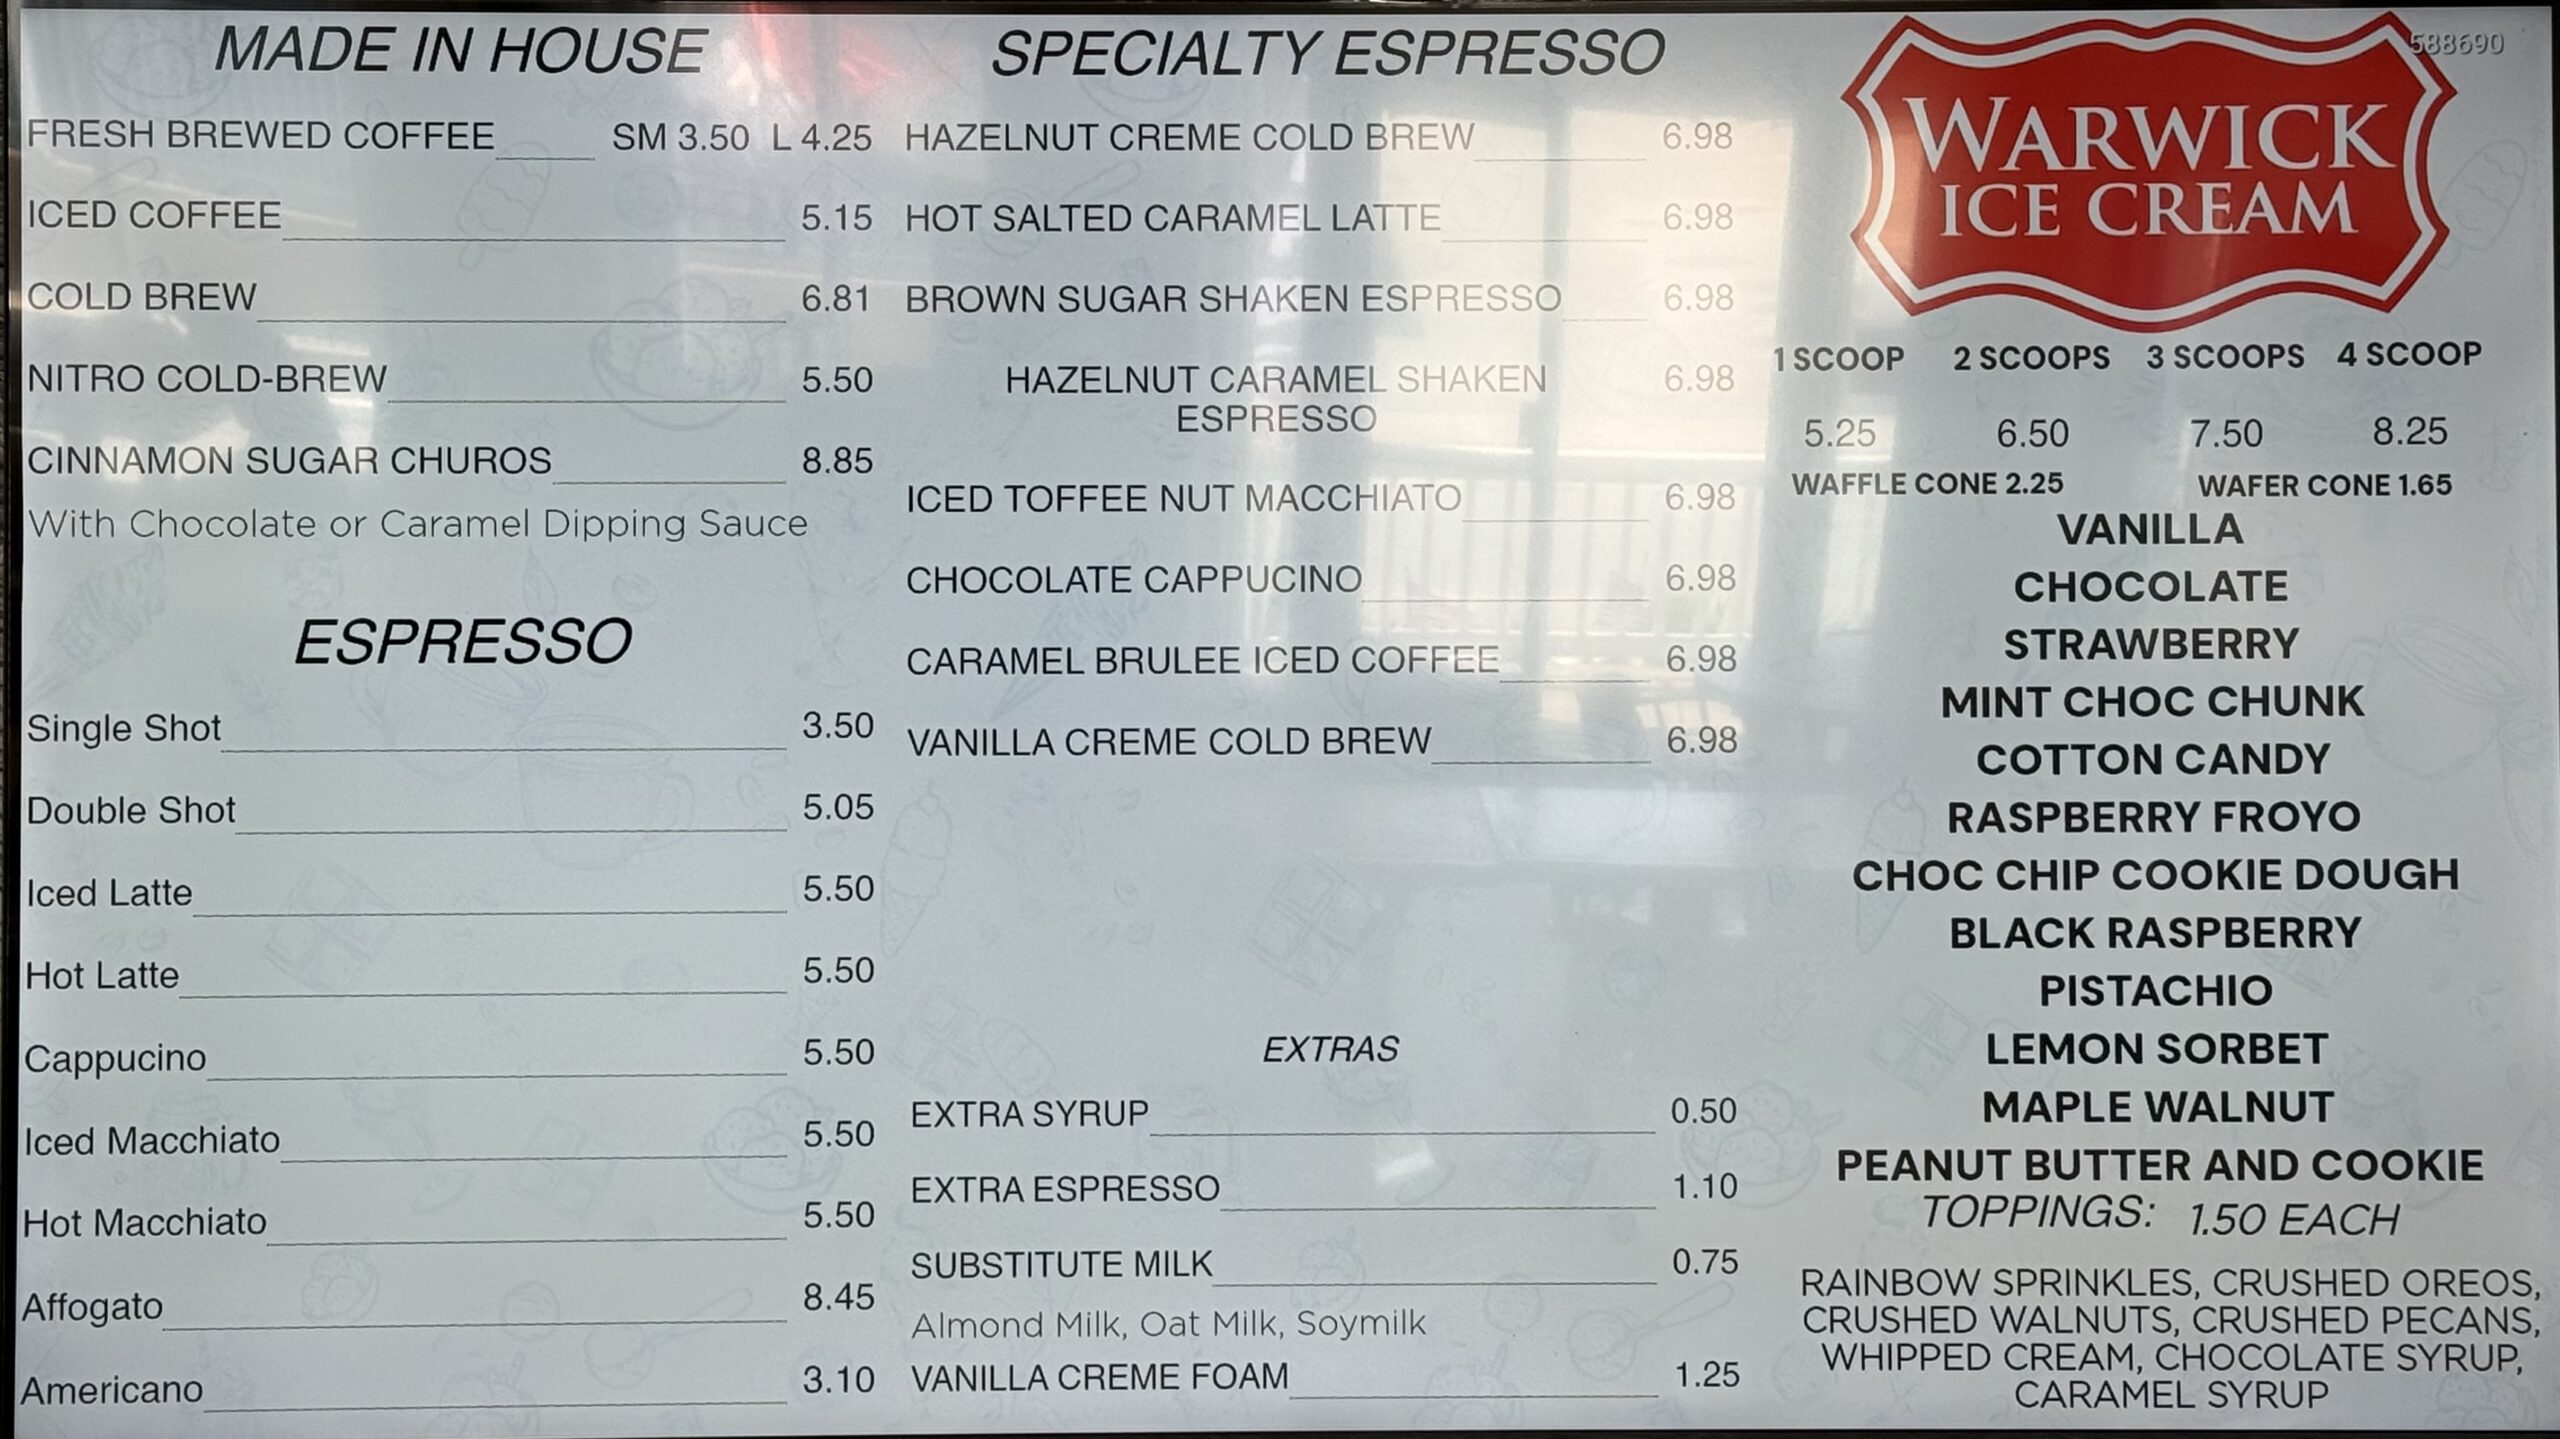 MADE IN HOUSE
FRESH BREWED COFFEE SM 3.50 L 4.25
ICED COFFEE 5.15
COLD BREW 6.81
NITRO COLD-BREW 5.50
CINNAMON SUGAR CHUROS 8.85
With Chocolate or Caramel Dipping Sauce
ESPRESSO
Single Shot 3.50
Double Shot 5.05
Iced Latte 5.50
Hot Latte 5.50
Cappucino 5.50
Iced Macchiato 5.50
Hot Macchiato 5.50
Affogato 8.45
Americano 3.10
SPECIALTY ESPRESSO
HAZELNUT CREME COLD BREW 6.98
HOT SALTED CARAMEL LATTE 6.98
BROWN SUGAR SHAKEN ESPRESSO 6.98
HAZELNUT CARAMEL SHAKEN 6.98
ESPRESSO
ICED TOFFEE NUT MACCHIATO 6.98
CHOCOLATE CAPPUCINO 6.98
CARAMEL BRULEE ICED COFFEE 6.98
VANILLA CREME COLD BREW 6.98
EXTRAS
EXTRA SYRUP 0.50
EXTRA ESPRESSO 1.10
SUBSTITUTE MILK 0.75
Almond Milk, Oat Milk, Soymilk
VANILLA CREME FOAM 1.25
588690
WARWICK
ICE CREAM
1 SCOOP 2 SCOOPS 3 SCOOPS 4 SCOOP
5.25 6.50 7.50 8.25
WAFFLE CONE 2.25 WAFER CONE 1.65
VANILLA
CHOCOLATE
STRAWBERRY
MINT CHOC CHUNK
COTTON CANDY
RASPBERRY FROYO
CHOC CHIP COOKIE DOUGH
BLACK RASPBERRY
PISTACHIO
LEMON SORBET
MAPLE WALNUT
PEANUT BUTTER AND COOKIE
TOPPINGS: 1.50 EACH
RAINBOW SPRINKLES, CRUSHED OREOS,
CRUSHED WALNUTS, CRUSHED PECANS,
WHIPPED CREAM, CHOCOLATE SYRUP,
CARAMEL SYRUP